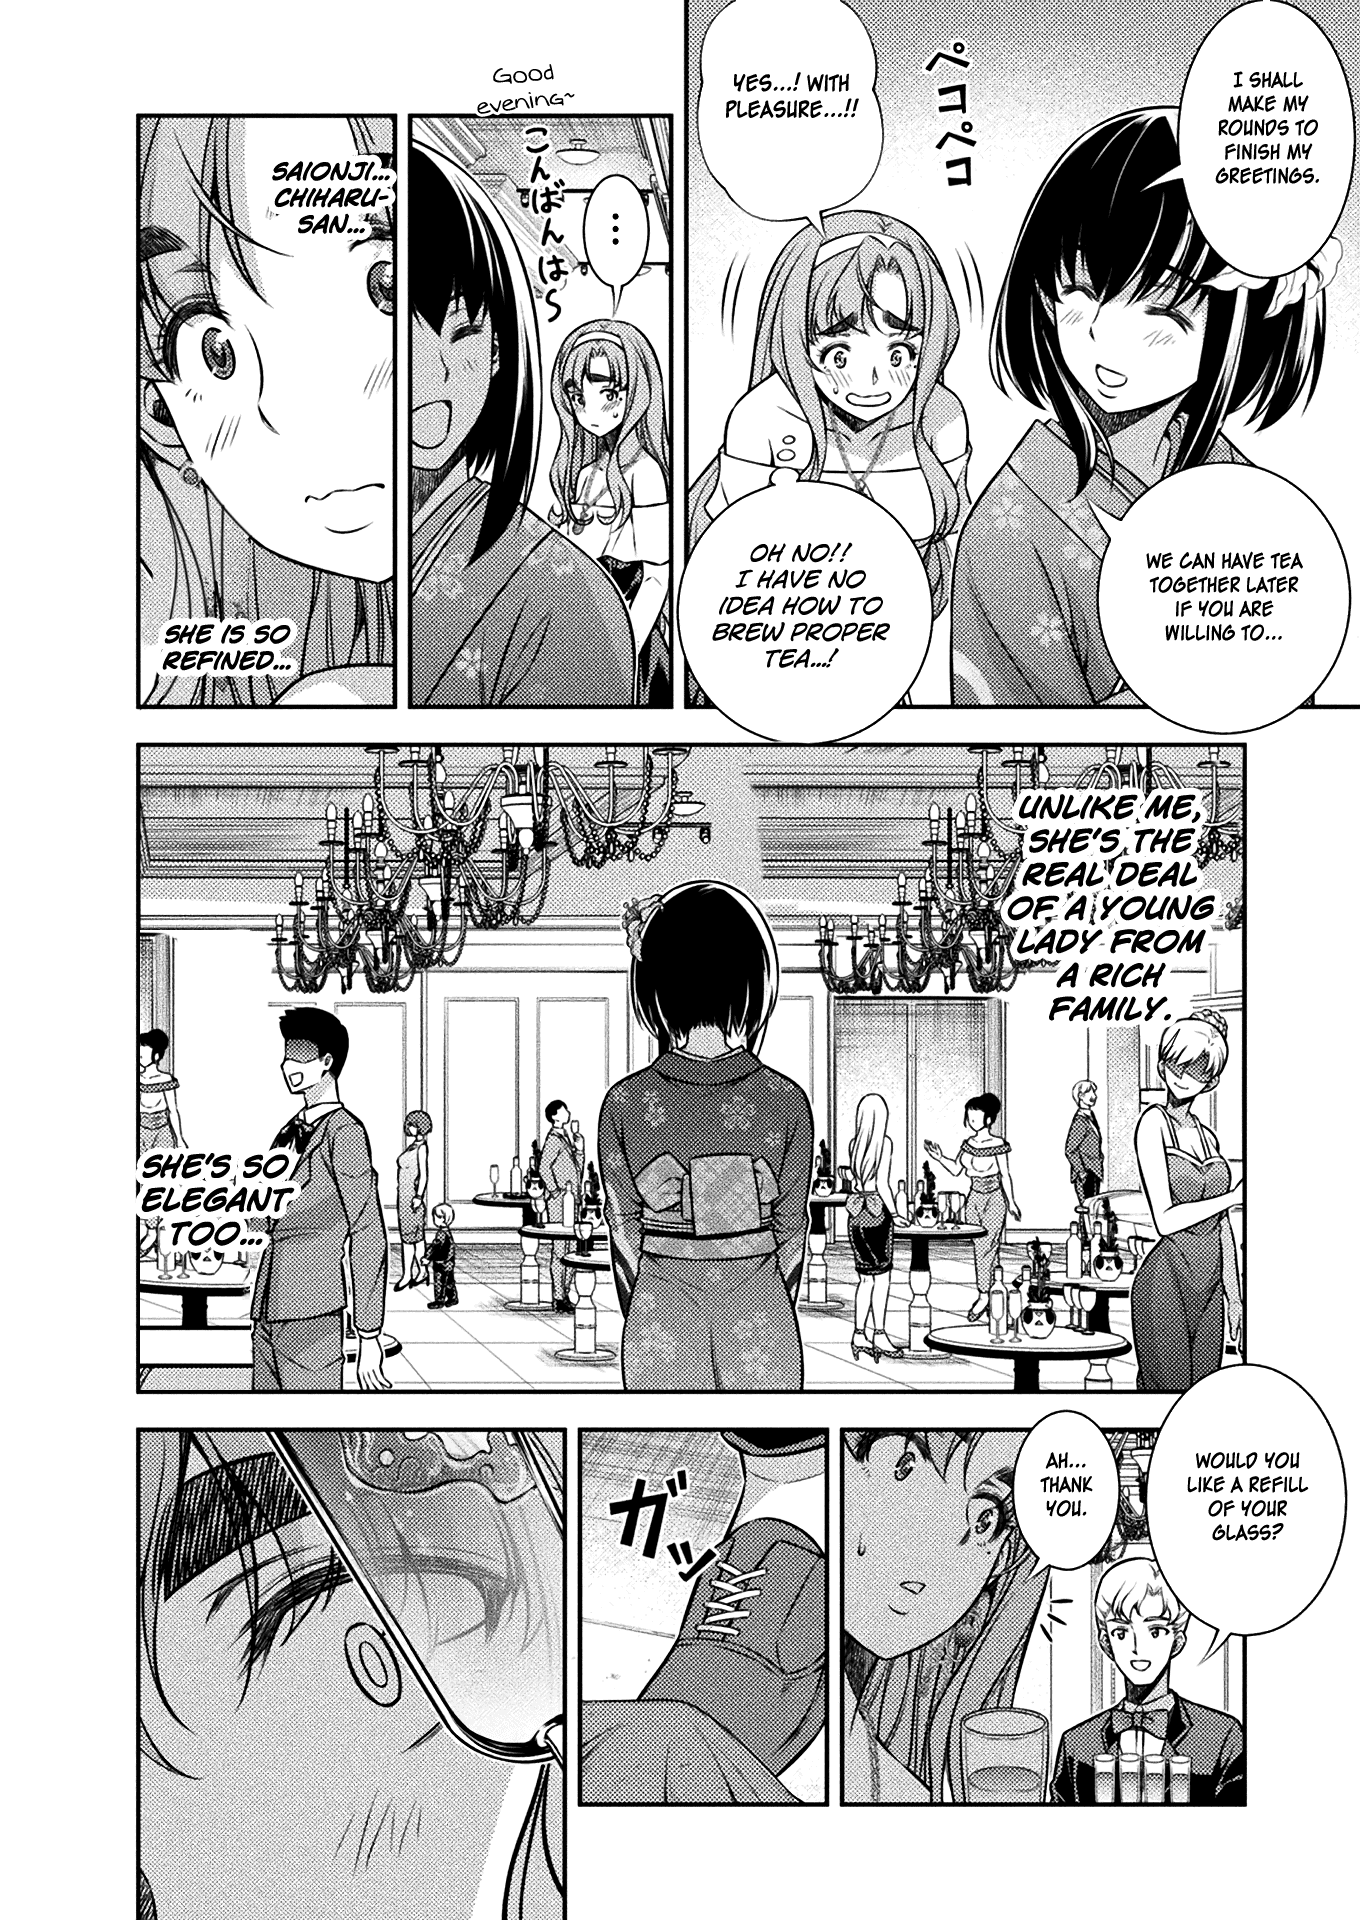 I SHALL
MAKE MY
ROUNDS TO
FINISH MY
GREETINGS.
WE CAN HAVE TEA
TOGETHER LATER
IF YOU ARE
WILLING TO...
ペコペコ
YES...! WITH
PLEASURE...!!
OH NO!!
I HAVE NO
IDEA HOW TO
BREW PROPER
TEA...!
...
Good
evening~
こんばんは～
SAIONJI...
CHIHARU-
SAN...
SHE IS SO
REFINED...
UNLIKE ME,
SHE'S THE
REAL DEAL
OF A YOUNG
LADY FROM
A RICH
FAMILY.
SHE'S SO
ELEGANT
TOO...
WOULD YOU
LIKE A REFILL
OF YOUR
GLASS?
AH...
THANK
YOU.
ガッ